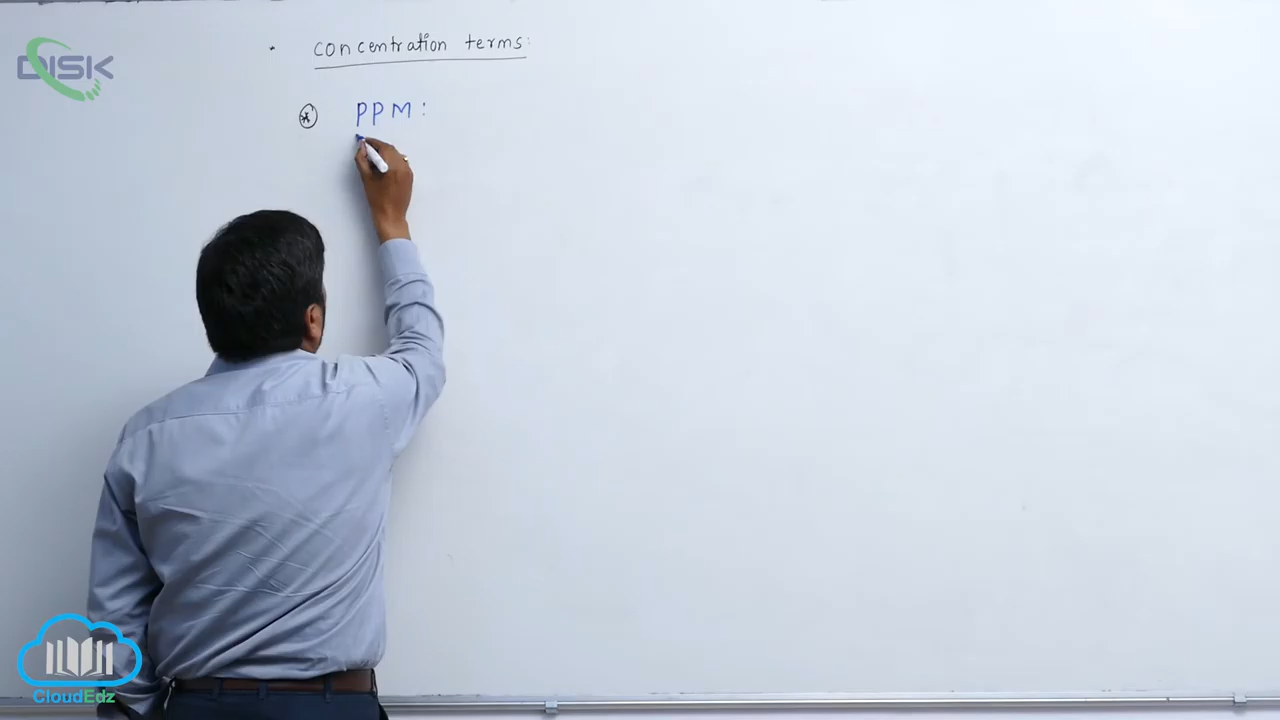 DISK
• concentration terms:
* PPM:
CloudEdz